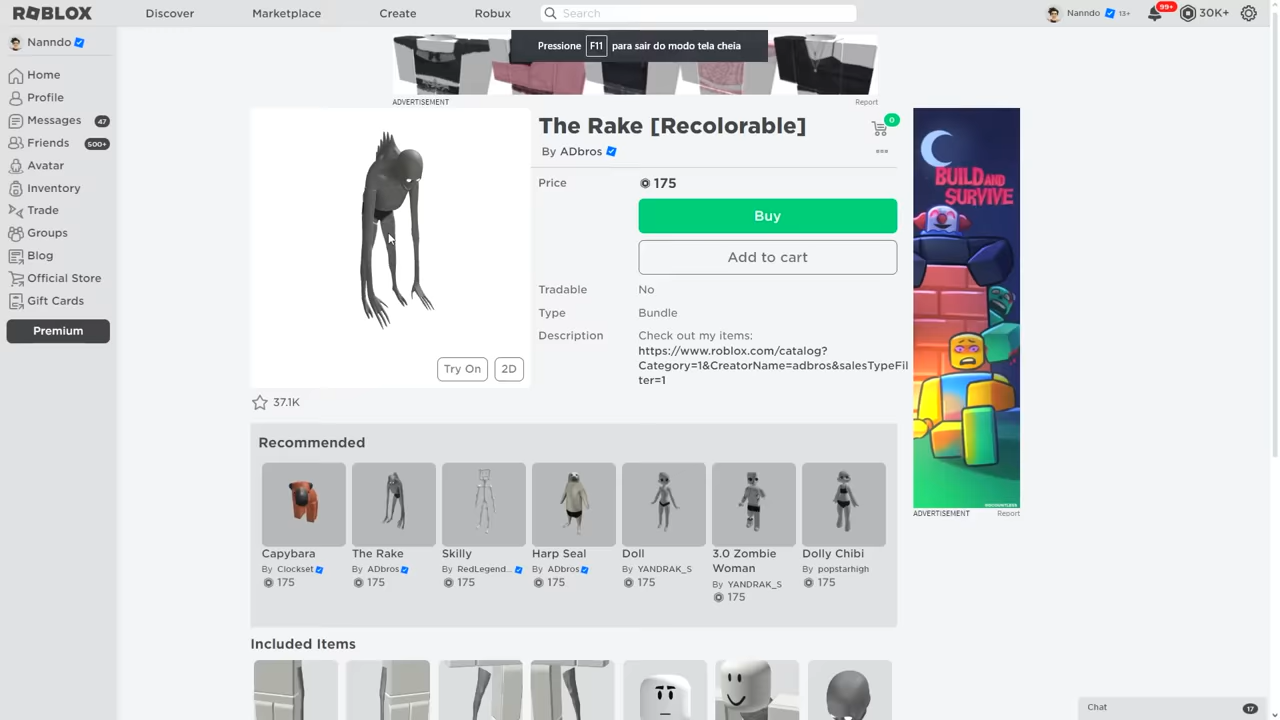 ROBLOX Discover Marketplace Create Robux Search Nanndo 13+ 99+ 30K+
Pressione F11 para sair do modo tela cheia
Nanndo
Home
Profile
Messages 47
Friends 500+
Avatar
Inventory
Trade
Groups
Blog
Official Store
Gift Cards
Premium
ADVERTISEMENT Report
The Rake [Recolorable] 0
By ADbros
Price 175
Buy
Add to cart
Tradable No
Type Bundle
Description Check out my items:
https://www.roblox.com/catalog?
Category=1&CreatorName=adbros&salesTypeFil
ter=1
Try On 2D
37.1K
BUILD AND
SURVIVE
ADVERTISEMENT Report
Recommended
Capybara
By Clockset
175
The Rake
By ADbros
175
Skilly
By RedLegend...
175
Harp Seal
By ADbros
175
Doll
By YANDRAK_S
175
3.0 Zombie
Woman
By YANDRAK_S
175
Dolly Chibi
By popstarhigh
175
Included Items
Chat 17